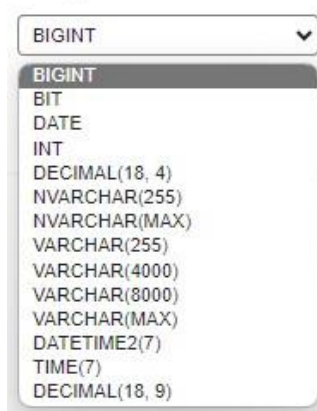 BIGINT
BIGINT
BIT
DATE
INT
DECIMAL(18, 4)
NVARCHAR(255)
NVARCHAR(MAX)
VARCHAR(255)
VARCHAR(4000)
VARCHAR(8000)
VARCHAR(MAX)
DATETIME2(7)
TIME(7)
DECIMAL(18, 9)